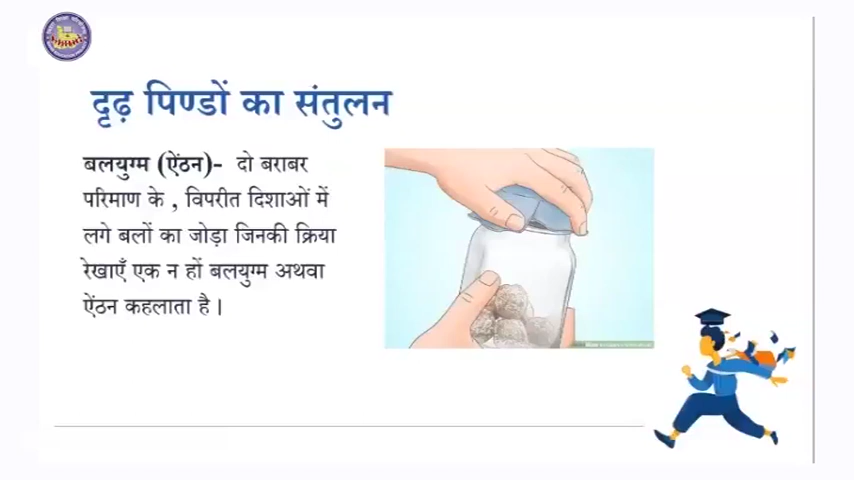 दृढ़ पिण्डों का संतुलन
बलयुग्म (ऐंठन)- दो बराबर
परिमाण के , विपरीत दिशाओं में
लगे बलों का जोड़ा जिनकी क्रिया
रेखाएँ एक न हों बलयुग्म अथवा
ऐंठन कहलाता है ।